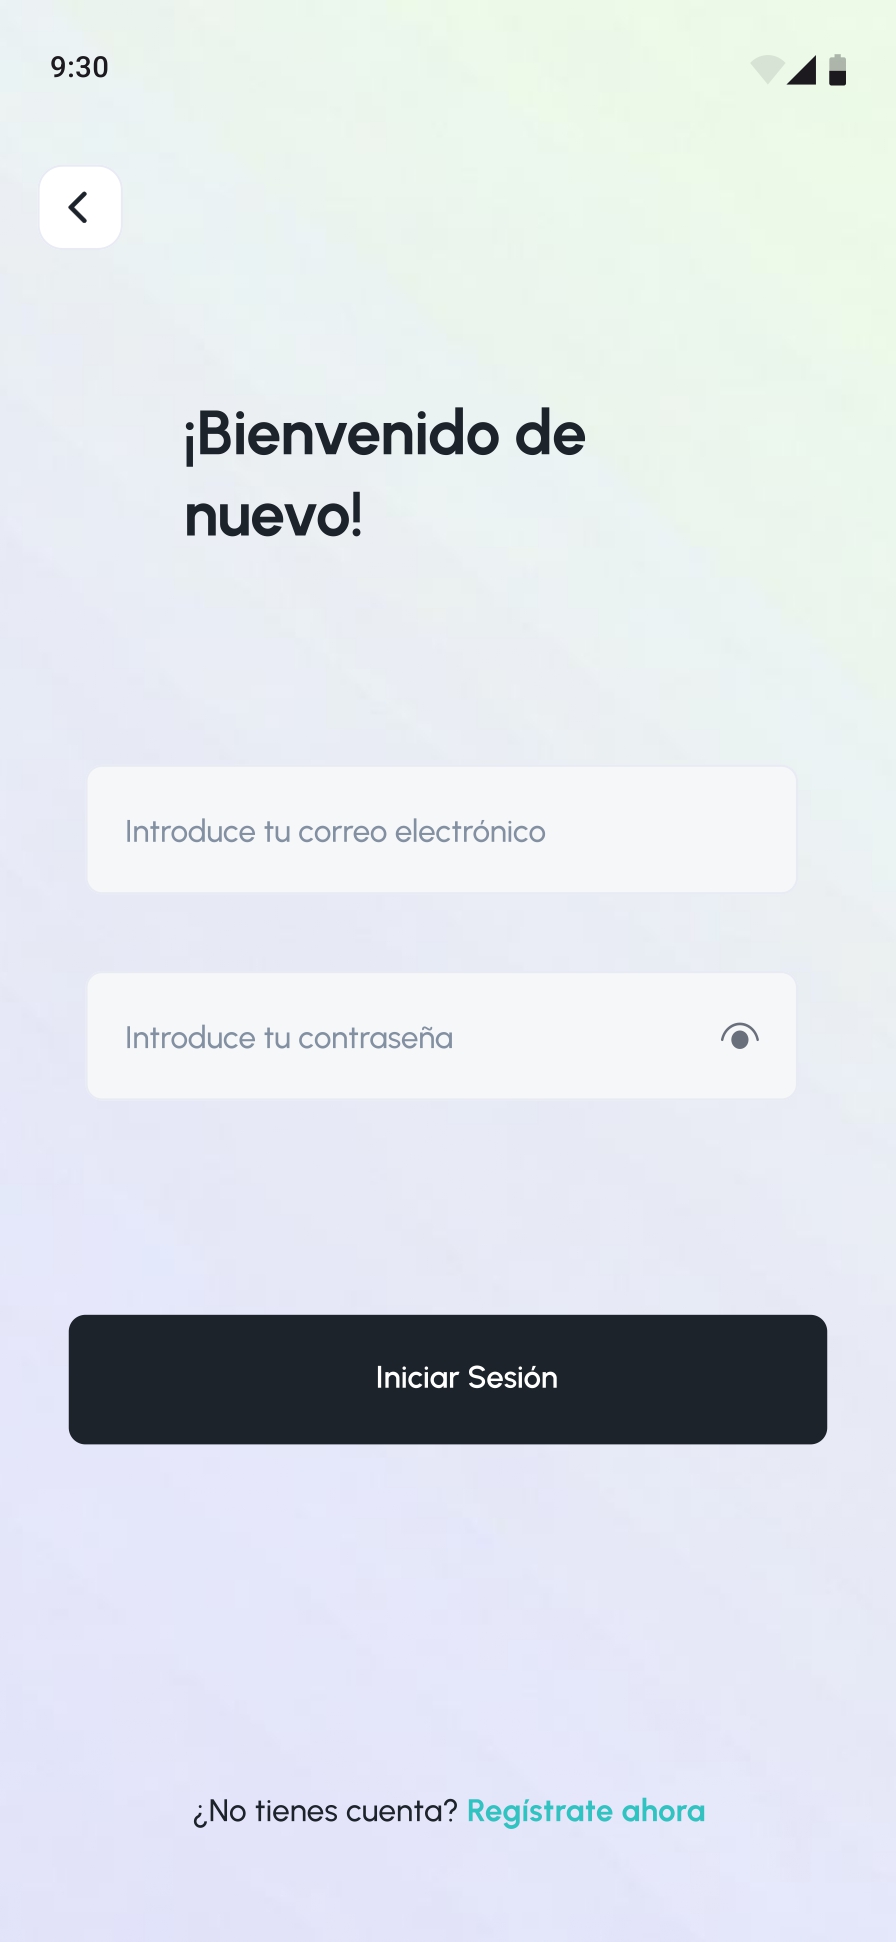 9:30
¡Bienvenido de
nuevo!
Introduce tu correo electrónico
Introduce tu contraseña
Iniciar Sesión
¿No tienes cuenta? Regístrate ahora